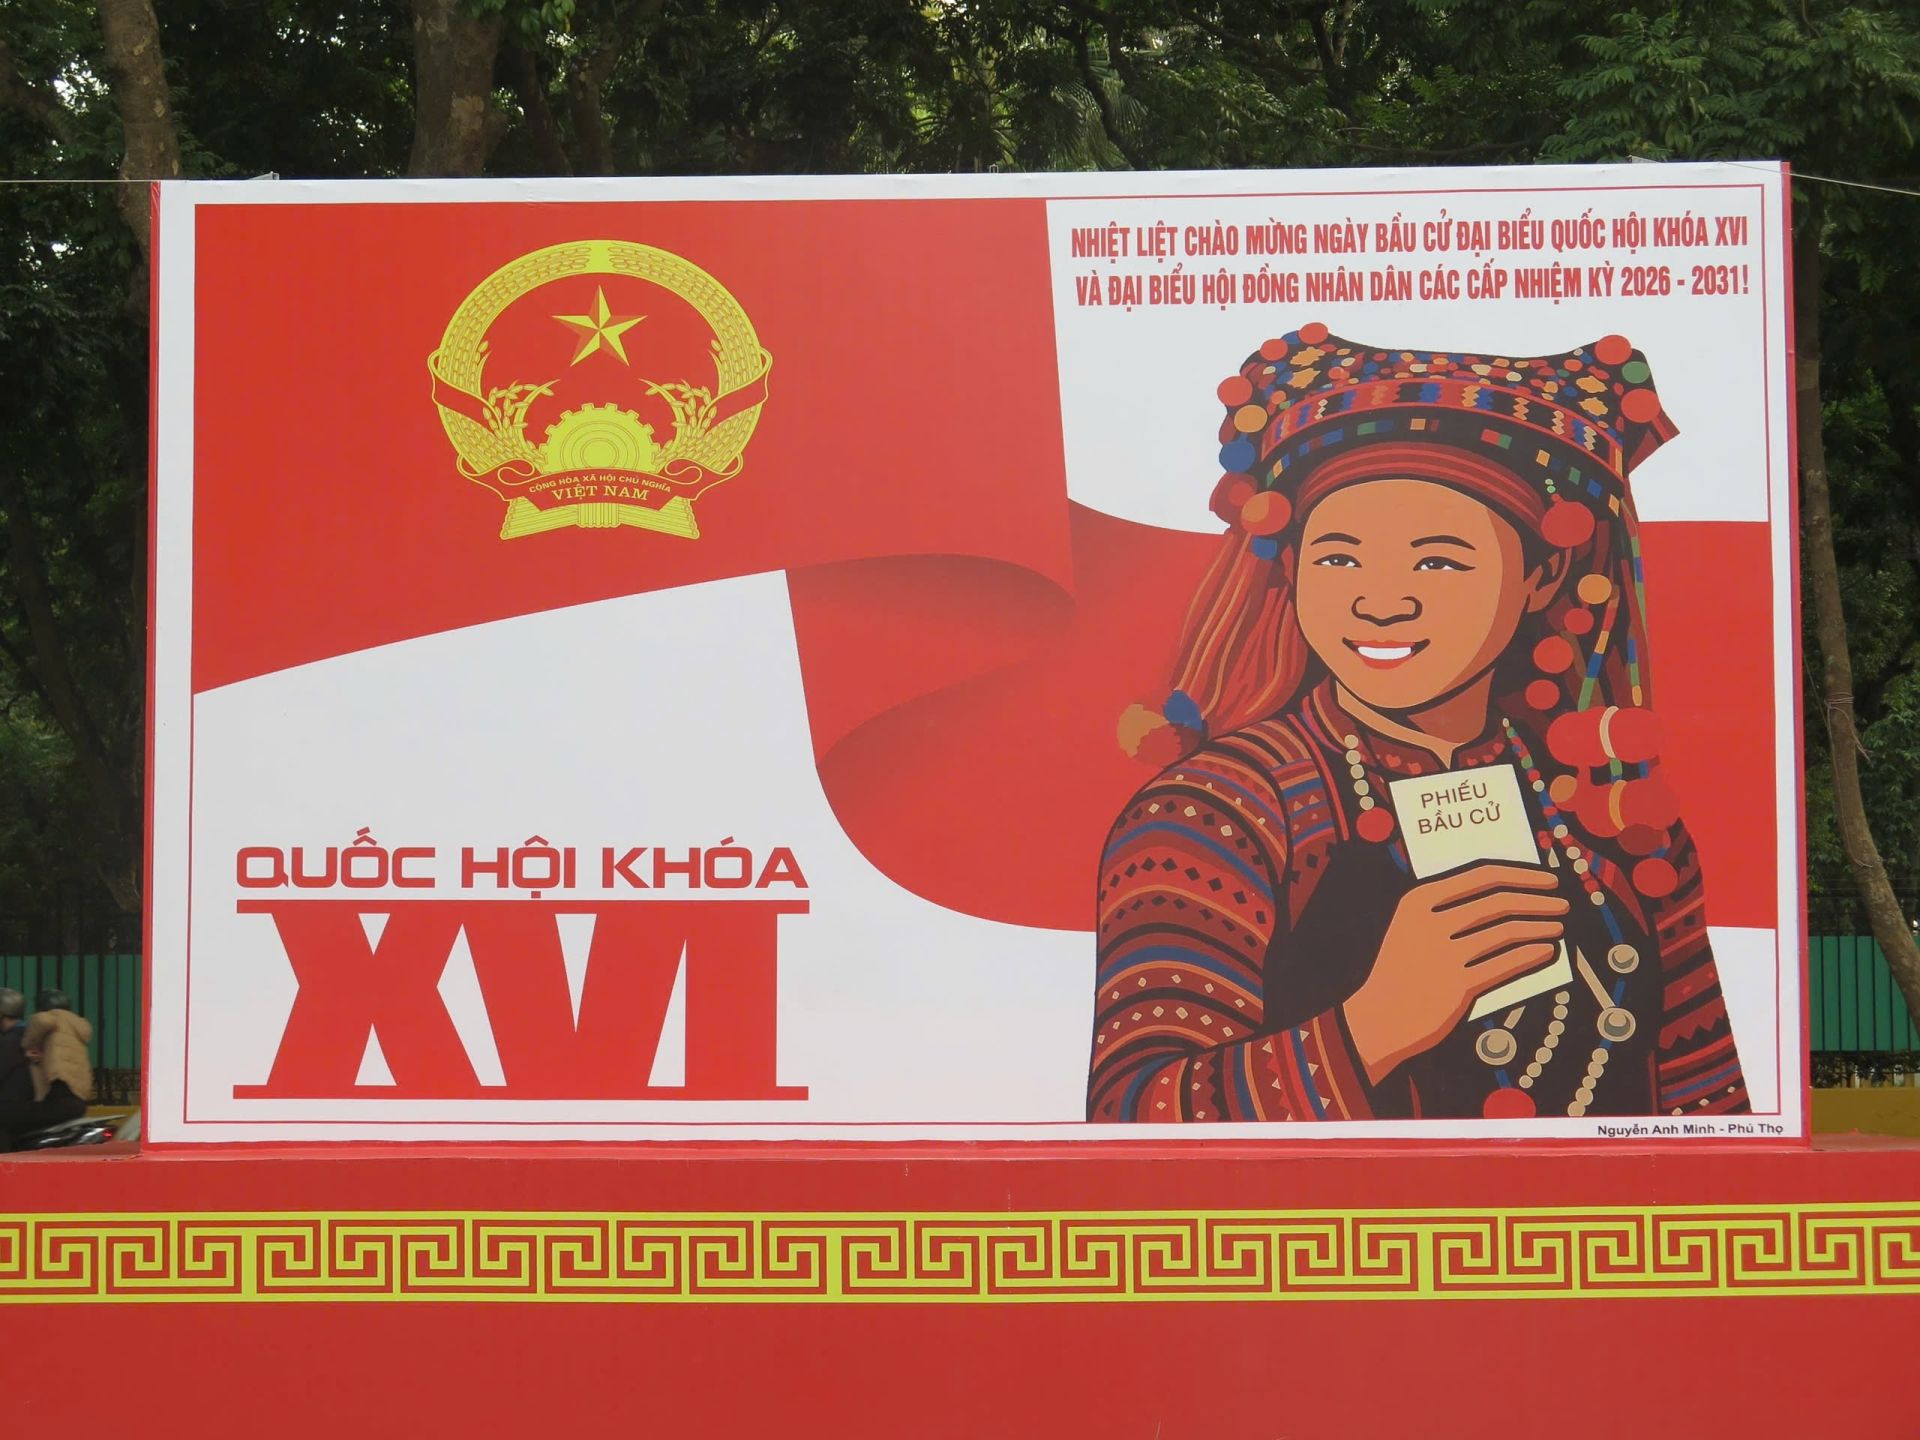 NHIỆT LIỆT CHÀO MỪNG NGÀY BẦU CỬ ĐẠI BIỂU QUỐC HỘI KHÓA XVI
VÀ ĐẠI BIỂU HỘI ĐỒNG NHÂN DÂN CÁC CẤP NHIỆM KỲ 2026 - 2031!
CỘNG HÒA XÃ HỘI CHỦ NGHĨA
VIỆT NAM
PHIẾU
BẦU CỬ
QUỐC HỘI KHÓA
XVI
Nguyễn Anh Minh - Phú Thọ